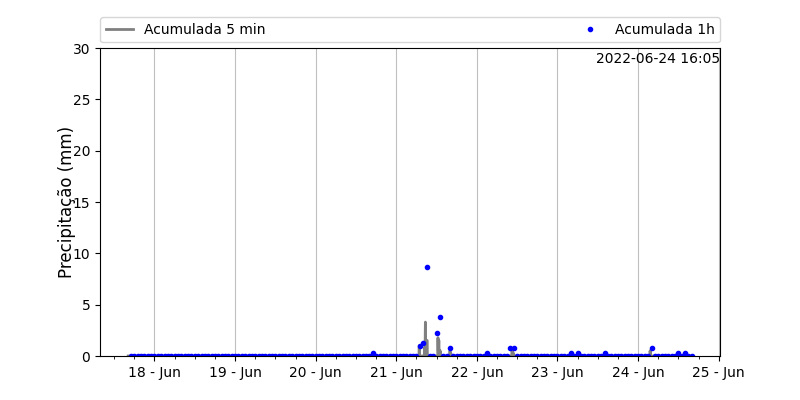 Acumulada 5 min
Acumulada 1h
2022-06-24 16:05
Precipitação (mm)
30
25
20
15
10
5
0
18 - Jun
19 - Jun
20 - Jun
21 - Jun
22 - Jun
23 - Jun
24 - Jun
25 - Jun